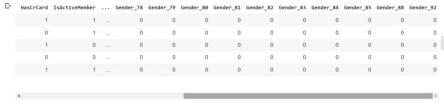 HasCrCard IsActiveMember ... Gender_78 Gender_79 Gender_80 Gender_81 Gender_82 Gender_83 Gender_84 Gender_85 Gender_88 Gender_92
1 1 ... 0 0 0 0 0 0 0 0 0 0
0 1 ... 0 0 0 0 0 0 0 0 0 0
1 0 ... 0 0 0 0 0 0 0 0 0 0
0 0 ... 0 0 0 0 0 0 0 0 0 0
1 1 ... 0 0 0 0 0 0 0 0 0 0